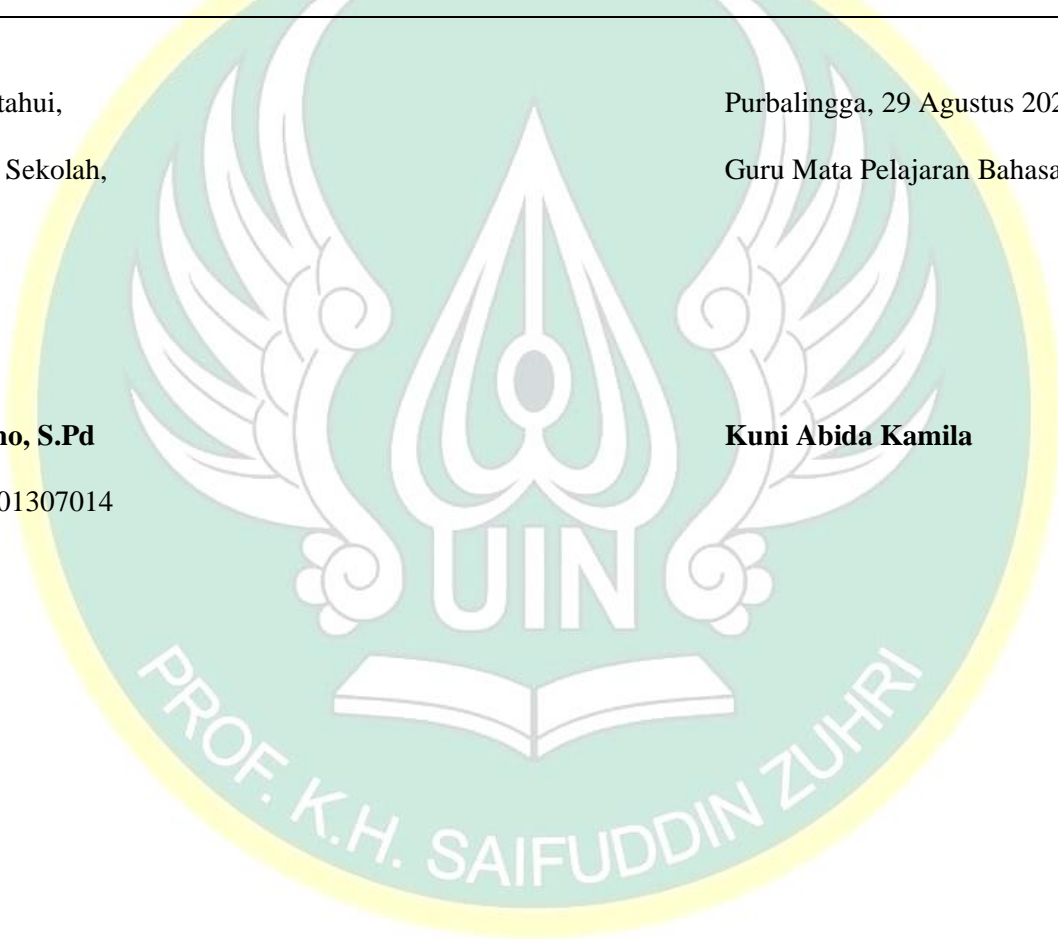 tahui,
Purbalingga, 29 Agustus 202
Sekolah,
Guru Mata Pelajaran Bahasa
no, S.Pd
Kuni Abida Kamila
01307014
UIN
PROF. K.H. SAIFUDDIN ZUHRI